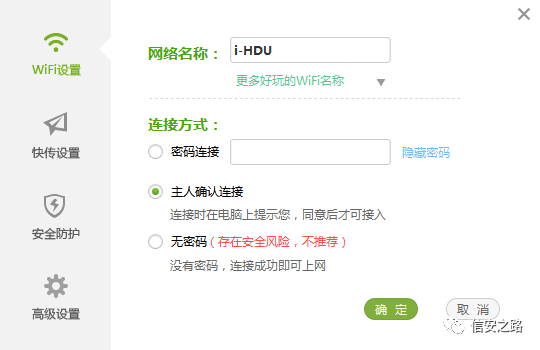 WiFi设置
快传设置
安全防护
高级设置
网络名称：
i-HDU
更多好玩的WiFi名称
连接方式：
密码连接
隐藏密码
主人确认连接
连接时在电脑上提示您，同意后才可接入
无密码（存在安全风险，不推荐）
没有密码，连接成功即可上网
确 定
取 消
信安之路